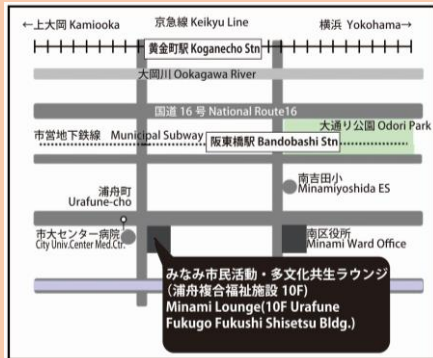 ←上大岡 Kamiooka
京急線 Keikyu Line
横浜 Yokohama→
黄金町駅 Koganecho Stn
大岡川 Ookagawa River
国道 16 号 National Route16
大通り公園 Odori Park
市営地下鉄線 Municipal Subway
阪東橋駅 Bandobashi Stn
南吉田小
Minamiyoshida ES
浦舟町
Urafune-cho
市大センター病院
City Univ.Center Med.Ctr.
南区役所
Minami Ward Office
みなみ市民活動・多文化共生ラウンジ
（浦舟複合福祉施設 10F）
Minami Lounge(10F Urafune
Fukugo Fukushi Shisetsu Bldg.)